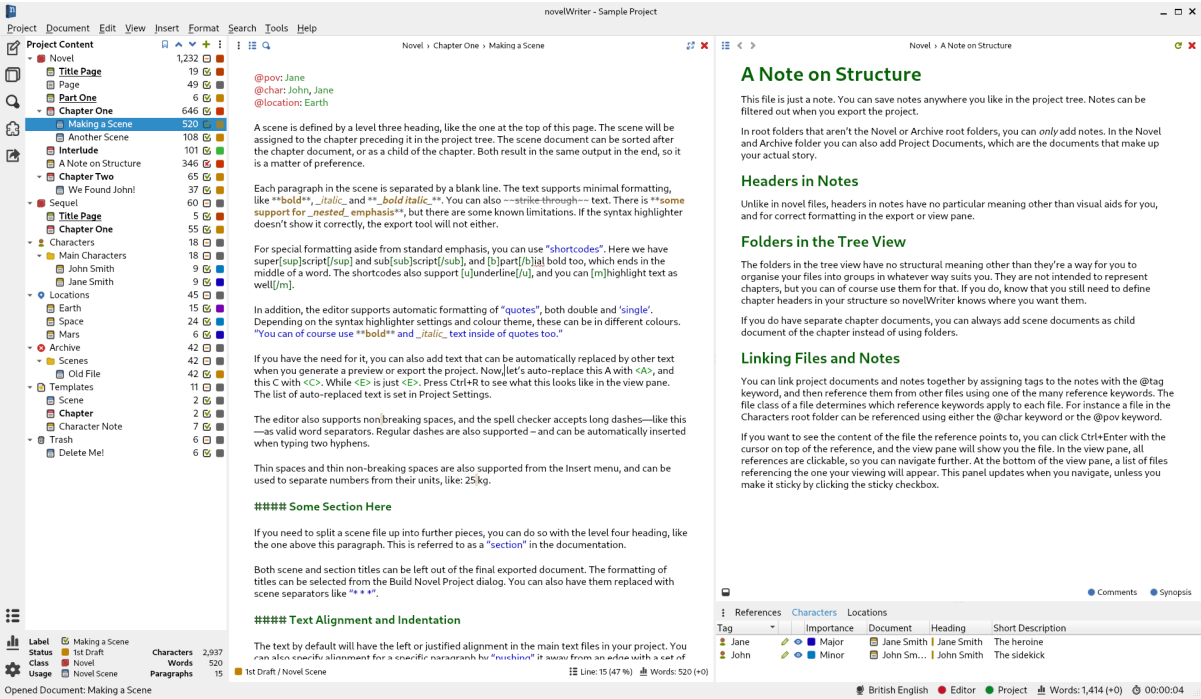 novelWriter - Sample Project
Project Document Edit View Insert Format Search Tools Help
Project Content
Novel 1,232
Title Page 19
Page 49
Part One 6
Chapter One 646
Making a Scene 520
Another Scene 108
Interlude 101
A Note on Structure 346
Chapter Two 65
We Found John! 37
Sequel 60
Title Page 5
Chapter One 55
Characters 18
Main Characters 18
John Smith 9
Jane Smith 9
Locations 45
Earth 15
Space 24
Mars 6
Archive 42
Scenes 42
Old File 42
Templates 11
Scene 2
Chapter 2
Character Note 7
Trash 6
Delete Me! 6
Label Making a Scene
Status 1st Draft Characters 2,937
Class Novel Words 520
Usage Novel Scene Paragraphs 15
Novel › Chapter One › Making a Scene
@pov: Jane
@char: John, Jane
@location: Earth
A scene is defined by a level three heading, like the one at the top of this page. The scene will be
assigned to the chapter preceding it in the project tree. The scene document can be sorted after
the chapter document, or as a child of the chapter. Both result in the same output in the end, so it
is a matter of preference.
Each paragraph in the scene is separated by a blank line. The text supports minimal formatting,
like **bold**, _italic_ and **_bold italic_**. You can also ~~strike through~~ text. There is **some
support for _nested_ emphasis**, but there are some known limitations. If the syntax highlighter
doesn’t show it correctly, the export tool will not either.
For special formatting aside from standard emphasis, you can use “shortcodes”. Here we have
super[sup]script[/sup] and sub[sub]script[/sub], and [b]part[/b]ial bold too, which ends in the
middle of a word. The shortcodes also support [u]underline[/u], and you can [m]highlight text as
well[/m].
In addition, the editor supports automatic formatting of “quotes”, both double and ‘single’.
Depending on the syntax highlighter settings and colour theme, these can be in different colours.
“You can of course use **bold** and _italic_ text inside of quotes too.”
If you have the need for it, you can also add text that can be automatically replaced by other text
when you generate a preview or export the project. Now, let’s auto-replace this A with <A>, and
this C with <C>. While <E> is just <E>. Press Ctrl+R to see what this looks like in the view pane.
The list of auto-replaced text is set in Project Settings.
The editor also supports non breaking spaces, and the spell checker accepts long dashes—like this
—as valid word separators. Regular dashes are also supported – and can be automatically inserted
when typing two hyphens.
Thin spaces and thin non-breaking spaces are also supported from the Insert menu, and can be
used to separate numbers from their units, like: 25 kg.
#### Some Section Here
If you need to split a scene file up into further pieces, you can do so with the level four heading, like
the one above this paragraph. This is referred to as a “section” in the documentation.
Both scene and section titles can be left out of the final exported document. The formatting of
titles can be selected from the Build Novel Project dialog. You can also have them replaced with
scene separators like “* * *”.
#### Text Alignment and Indentation
The text by default will have the left or justified alignment in the main text files in your project. You
can also specify alignment for a specific paragraph by “pushing” it away from an edge with a set of
1st Draft / Novel Scene Line: 15 (47 %) Words: 520 (+0)
Novel › A Note on Structure
A Note on Structure
This file is just a note. You can save notes anywhere you like in the project tree. Notes can be
filtered out when you export the project.
In root folders that aren’t the Novel or Archive root folders, you can only add notes. In the Novel
and Archive folder you can also add Project Documents, which are the documents that make up
your actual story.
Headers in Notes
Unlike in novel files, headers in notes have no particular meaning other than visual aids for you,
and for correct formatting in the export or view pane.
Folders in the Tree View
The folders in the tree view have no structural meaning other than they’re a way for you to
organise your files into groups in whatever way suits you. They are not intended to represent
chapters, but you can of course use them for that. If you do, know that you still need to define
chapter headers in your structure so novelWriter knows where you want them.
If you do have separate chapter documents, you can always add scene documents as child
document of the chapter instead of using folders.
Linking Files and Notes
You can link project documents and notes together by assigning tags to the notes with the @tag
keyword, and then reference them from other files using one of the many reference keywords. The
file class of a file determines which reference keywords apply to each file. For instance a file in the
Characters root folder can be referenced using either the @char keyword or the @pov keyword.
If you want to see the content of the file the reference points to, you can click Ctrl+Enter with the
cursor on top of the reference, and the view pane will show you the file. In the view pane, all
references are clickable, so you can navigate further. At the bottom of the view pane, a list of files
referencing the one your viewing will appear. This panel updates when you navigate, unless you
make it sticky by clicking the sticky checkbox.
Comments Synopsis
References Characters Locations
Tag Importance Document Heading Short Description
Jane Major Jane Smith Jane Smith The heroine
John Minor John Sm... John Smith The sidekick
Opened Document: Making a Scene
British English Editor Project Words: 1,414 (+0) 00:00:04